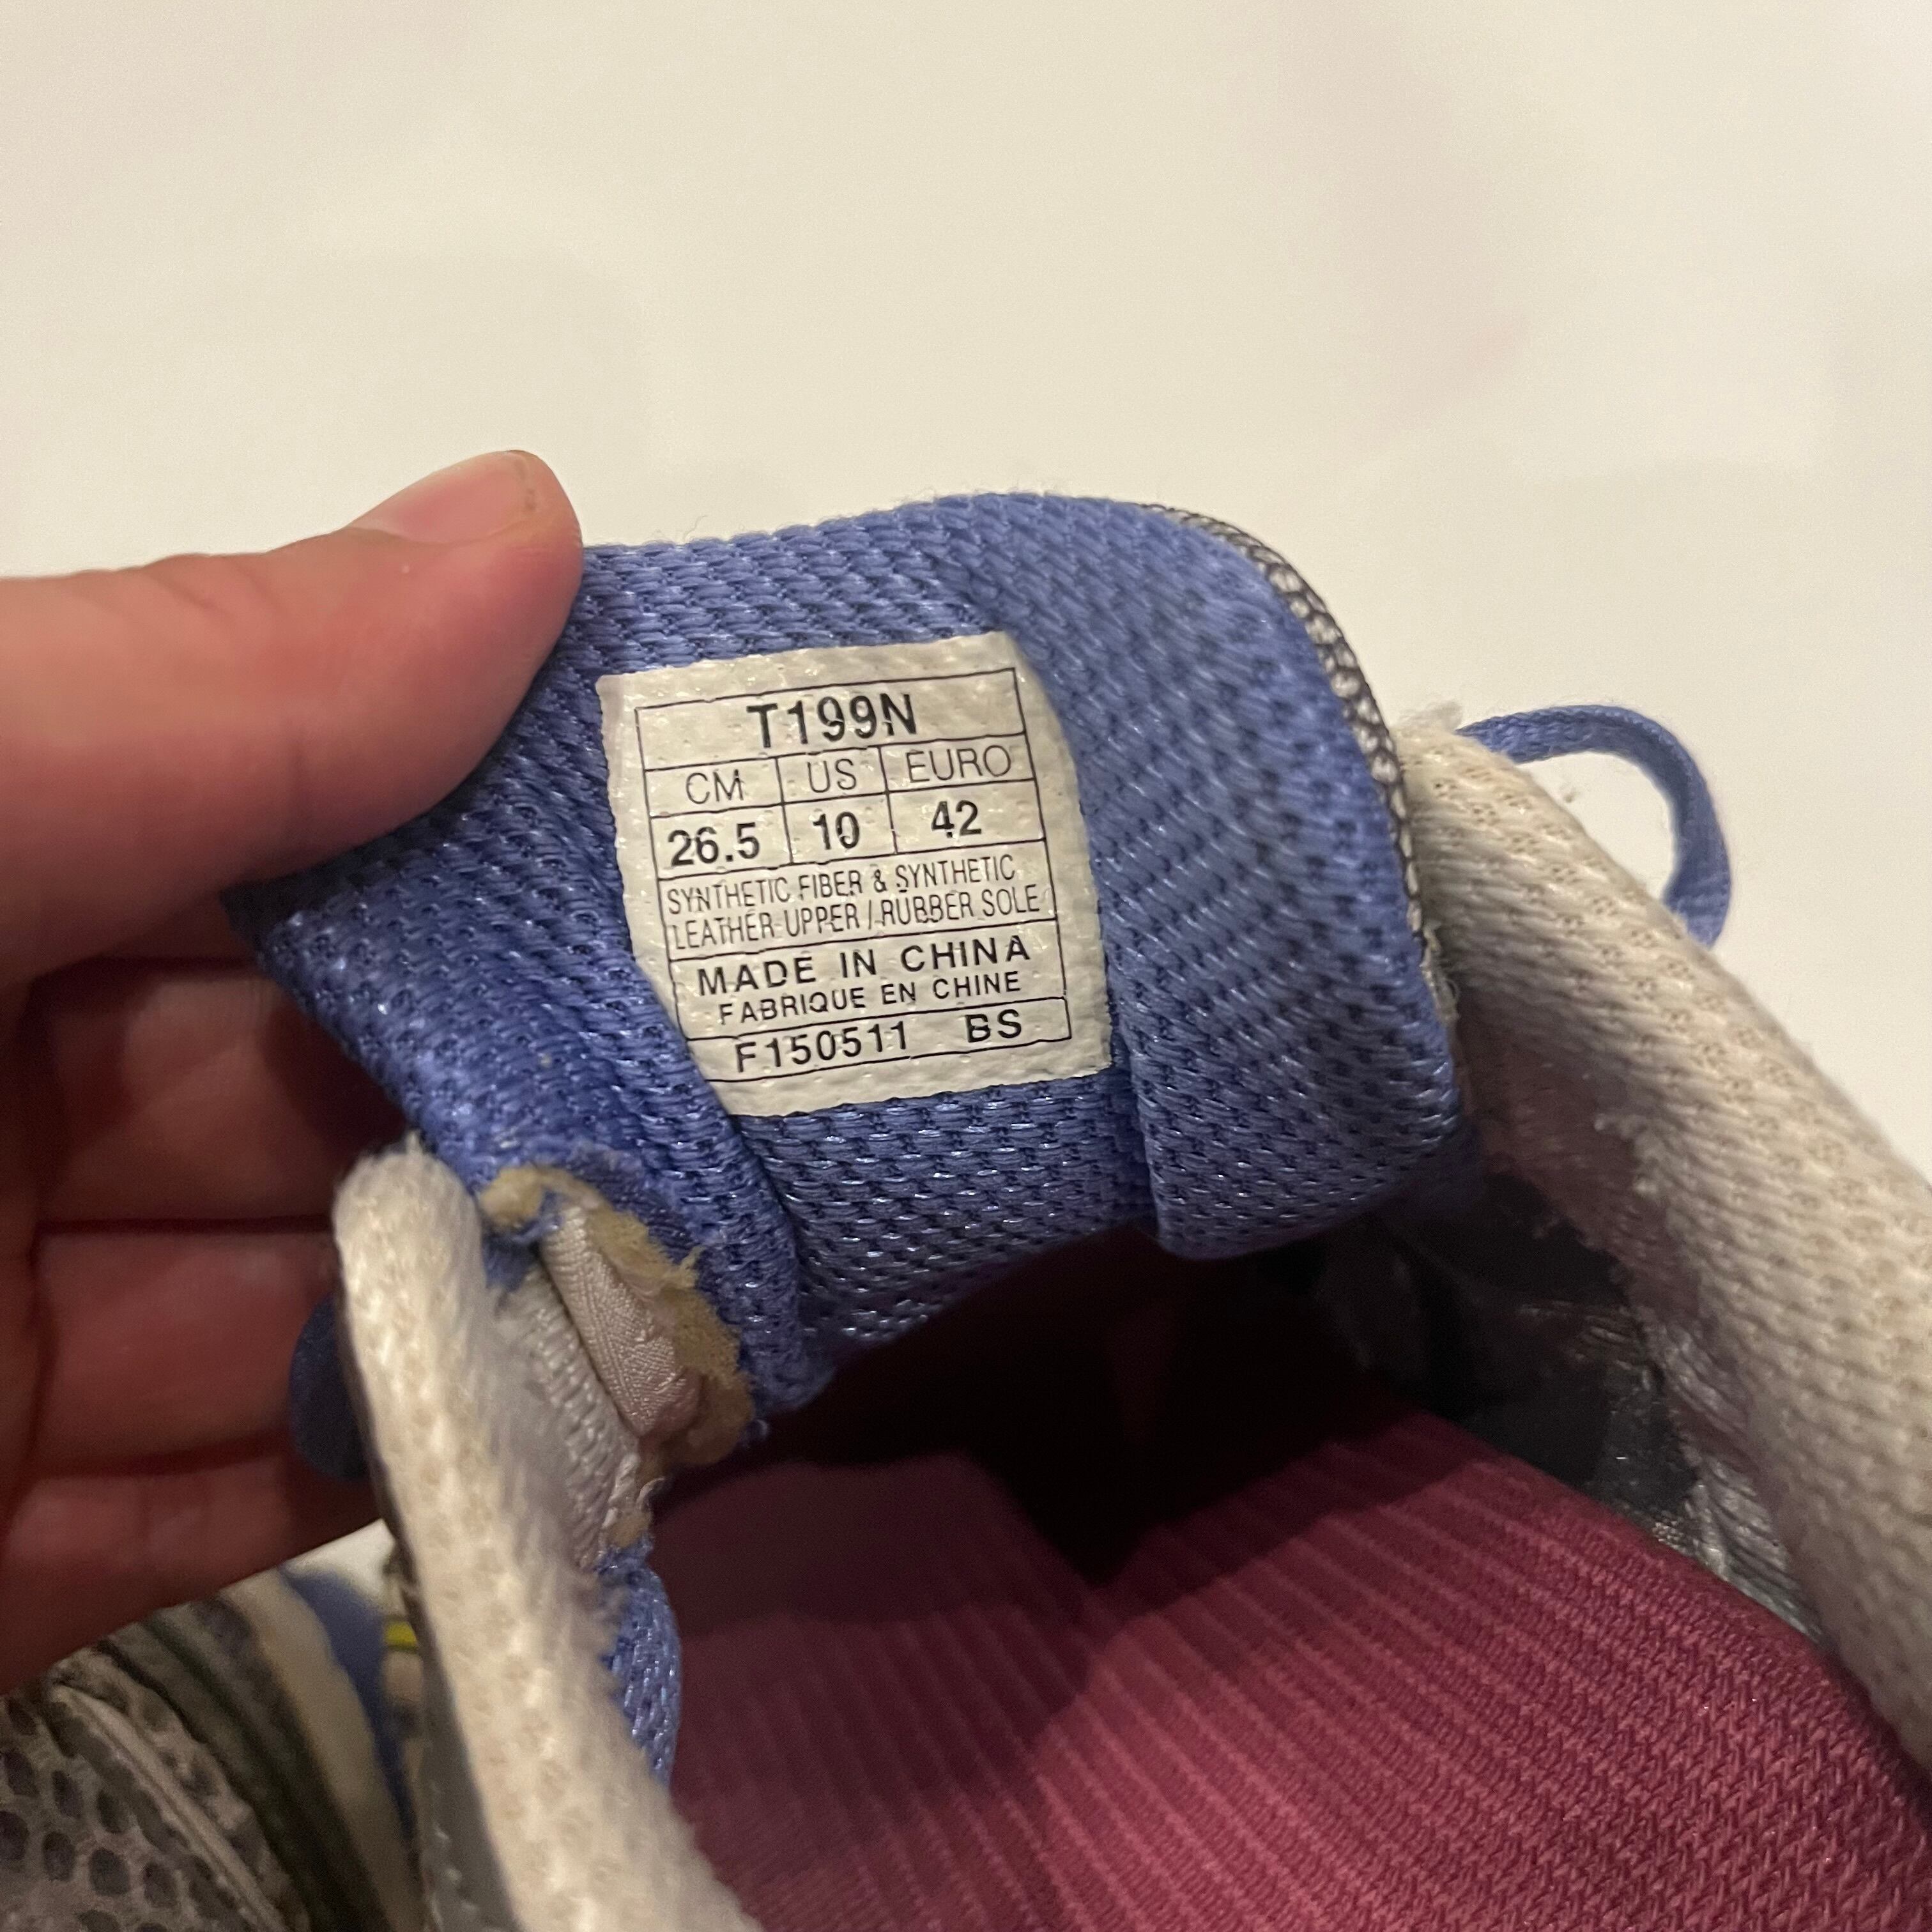 T199N
CM US EURO
26.5 10 42
SYNTHETIC FIBER & SYNTHETIC
LEATHER UPPER / RUBBER SOLE
MADE IN CHINA
FABRIQUE EN CHINE
F150511 BS